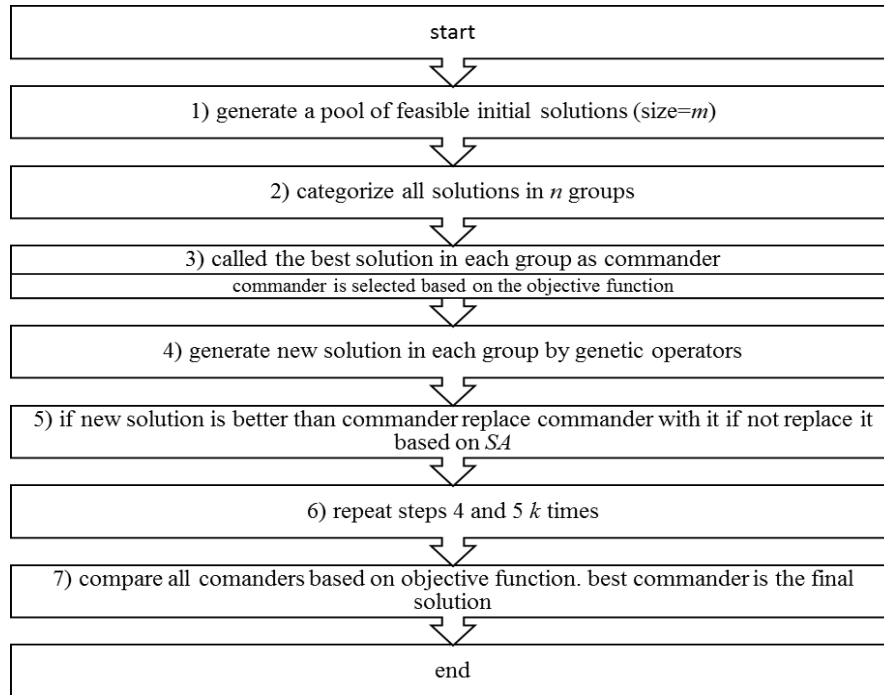 start
1) generate a pool of feasible initial solutions (size=m)
2) categorize all solutions in n groups
3) called the best solution in each group as commander
commander is selected based on the objective function
4) generate new solution in each group by genetic operators
5) if new solution is better than commander replace commander with it if not replace it
based on SA
6) repeat steps 4 and 5 k times
7) compare all comanders based on objective function. best commander is the final
solution
end